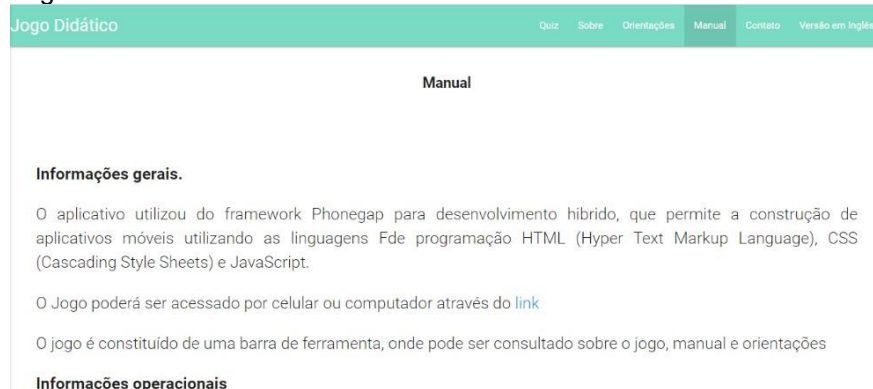 Jogo Didático
Quiz Sobre Orientações Manual Contato Versão em Inglês
Manual
Informações gerais.
O aplicativo utilizou do framework Phonegap para desenvolvimento hibrido, que permite a construção de
aplicativos móveis utilizando as linguagens Fde programação HTML (Hyper Text Markup Language), CSS
(Cascading Style Sheets) e JavaScript.
O Jogo poderá ser acessado por celular ou computador através do link
O jogo é constituído de uma barra de ferramenta, onde pode ser consultado sobre o jogo, manual e orientações
Informações operacionais